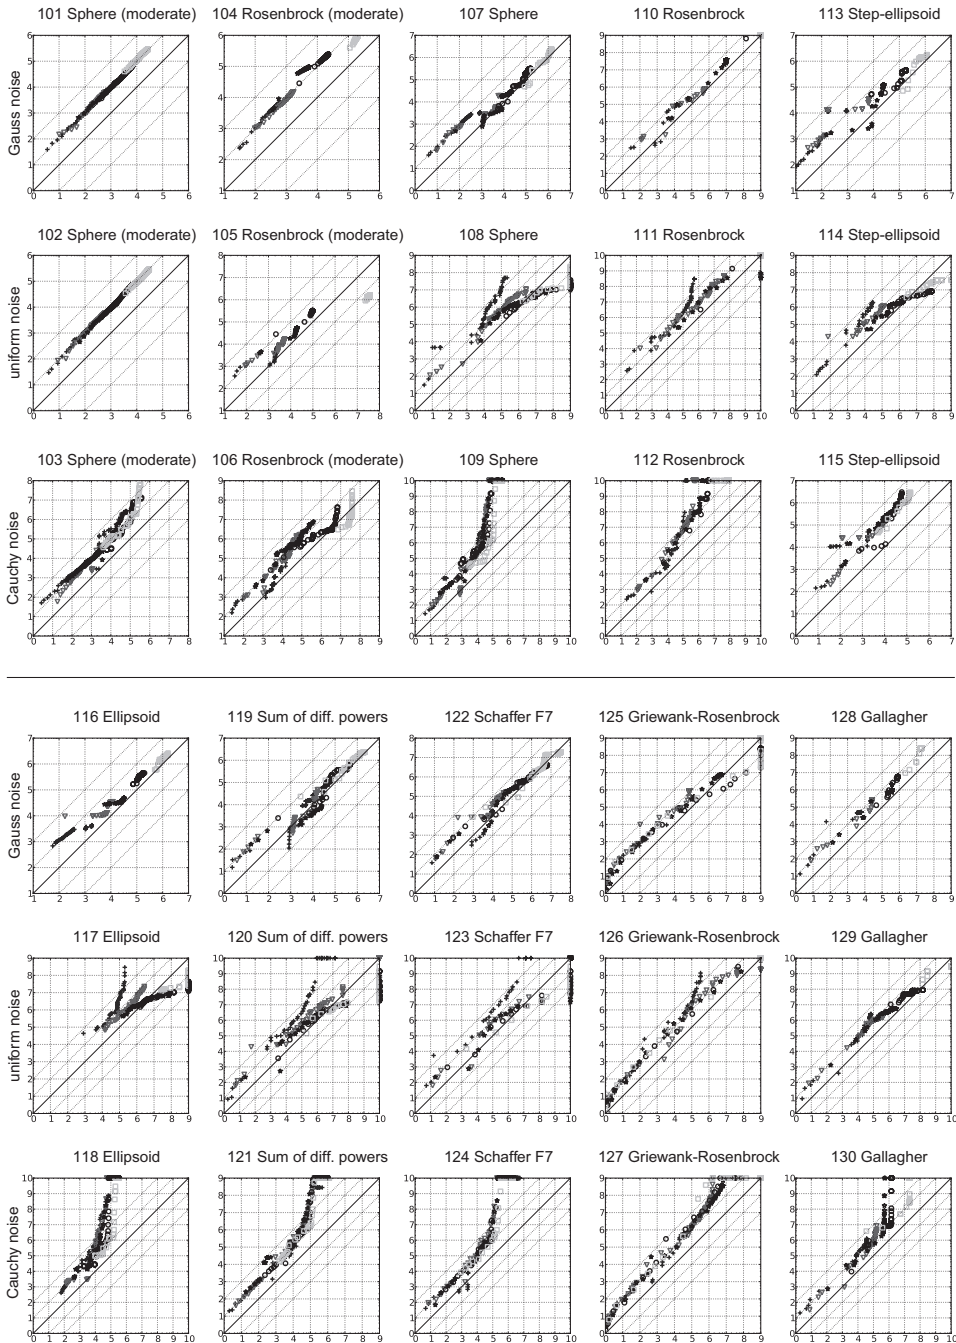 101 Sphere (moderate)
104 Rosenbrock (moderate)
107 Sphere
110 Rosenbrock
113 Step-ellipsoid
Gauss noise
102 Sphere (moderate)
105 Rosenbrock (moderate)
108 Sphere
111 Rosenbrock
114 Step-ellipsoid
uniform noise
103 Sphere (moderate)
106 Rosenbrock (moderate)
109 Sphere
112 Rosenbrock
115 Step-ellipsoid
Cauchy noise
116 Ellipsoid
119 Sum of diff. powers
122 Schaffer F7
125 Griewank-Rosenbrock
128 Gallagher
Gauss noise
117 Ellipsoid
120 Sum of diff. powers
123 Schaffer F7
126 Griewank-Rosenbrock
129 Gallagher
uniform noise
118 Ellipsoid
121 Sum of diff. powers
124 Schaffer F7
127 Griewank-Rosenbrock
130 Gallagher
Cauchy noise